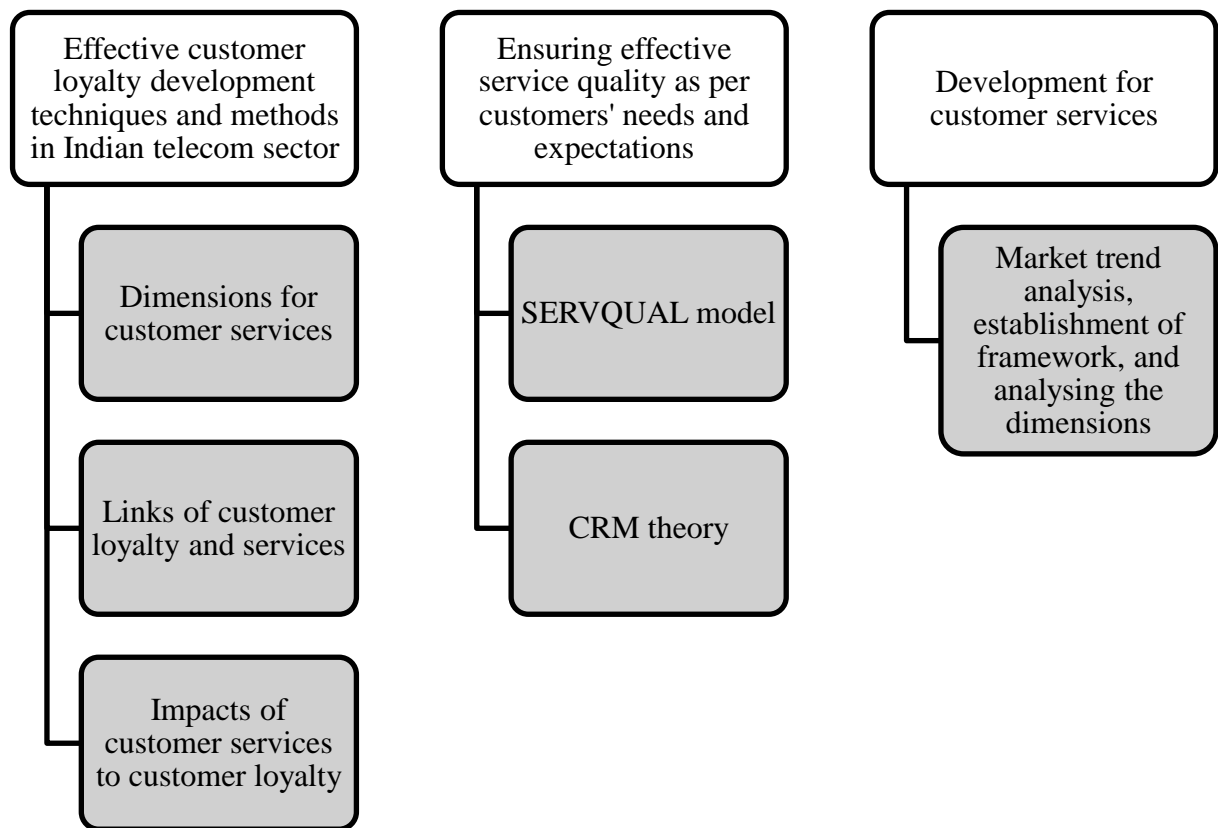 Effective customer
loyalty development
techniques and methods
in Indian telecom sector
Dimensions for
customer services
Links of customer
loyalty and services
Impacts of
customer services
to customer loyalty
Ensuring effective
service quality as per
customers' needs and
expectations
SERVQUAL model
CRM theory
Development for
customer services
Market trend
analysis,
establishment of
framework, and
analysing the
dimensions